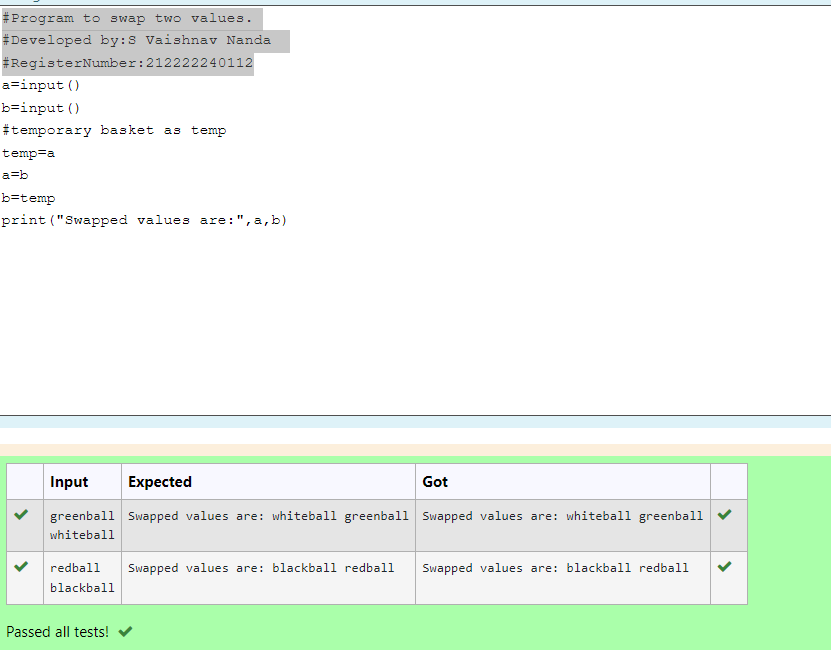 #Program to swap two values.
#Developed by:S Vaishnav Nanda
#RegisterNumber:212222240112
a=input()
b=input()
#temporary basket as temp
temp=a
a=b
b=temp
print("Swapped values are:",a,b)
Input Expected Got
greenball Swapped values are: whiteball greenball Swapped values are: whiteball greenball
whiteball
redball Swapped values are: blackball redball Swapped values are: blackball redball
blackball
Passed all tests!